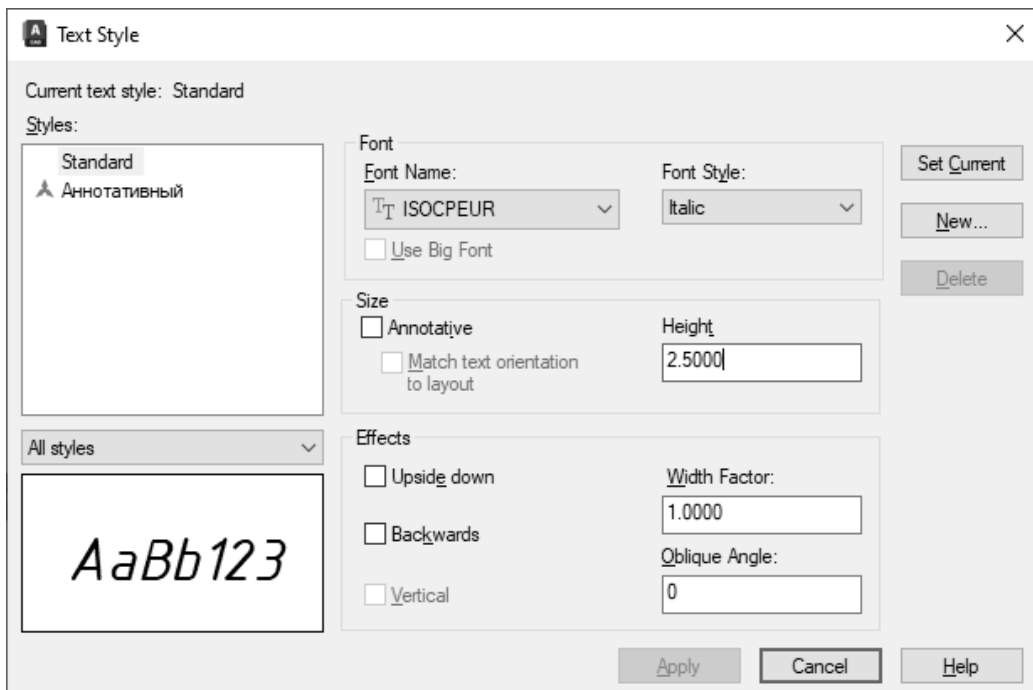 Text Style
Current text style: Standard
Styles:
Standard
Аннотативный
All styles
AaBb123
Font
Font Name:
ISOCPEUR
Use Big Font
Font Style:
Italic
Size
Annotative
Match text orientation
to layout
Height
2.5000
Effects
Upside down
Backwards
Vertical
Width Factor:
1.0000
Oblique Angle:
0
Set Current
New...
Delete
Apply
Cancel
Help